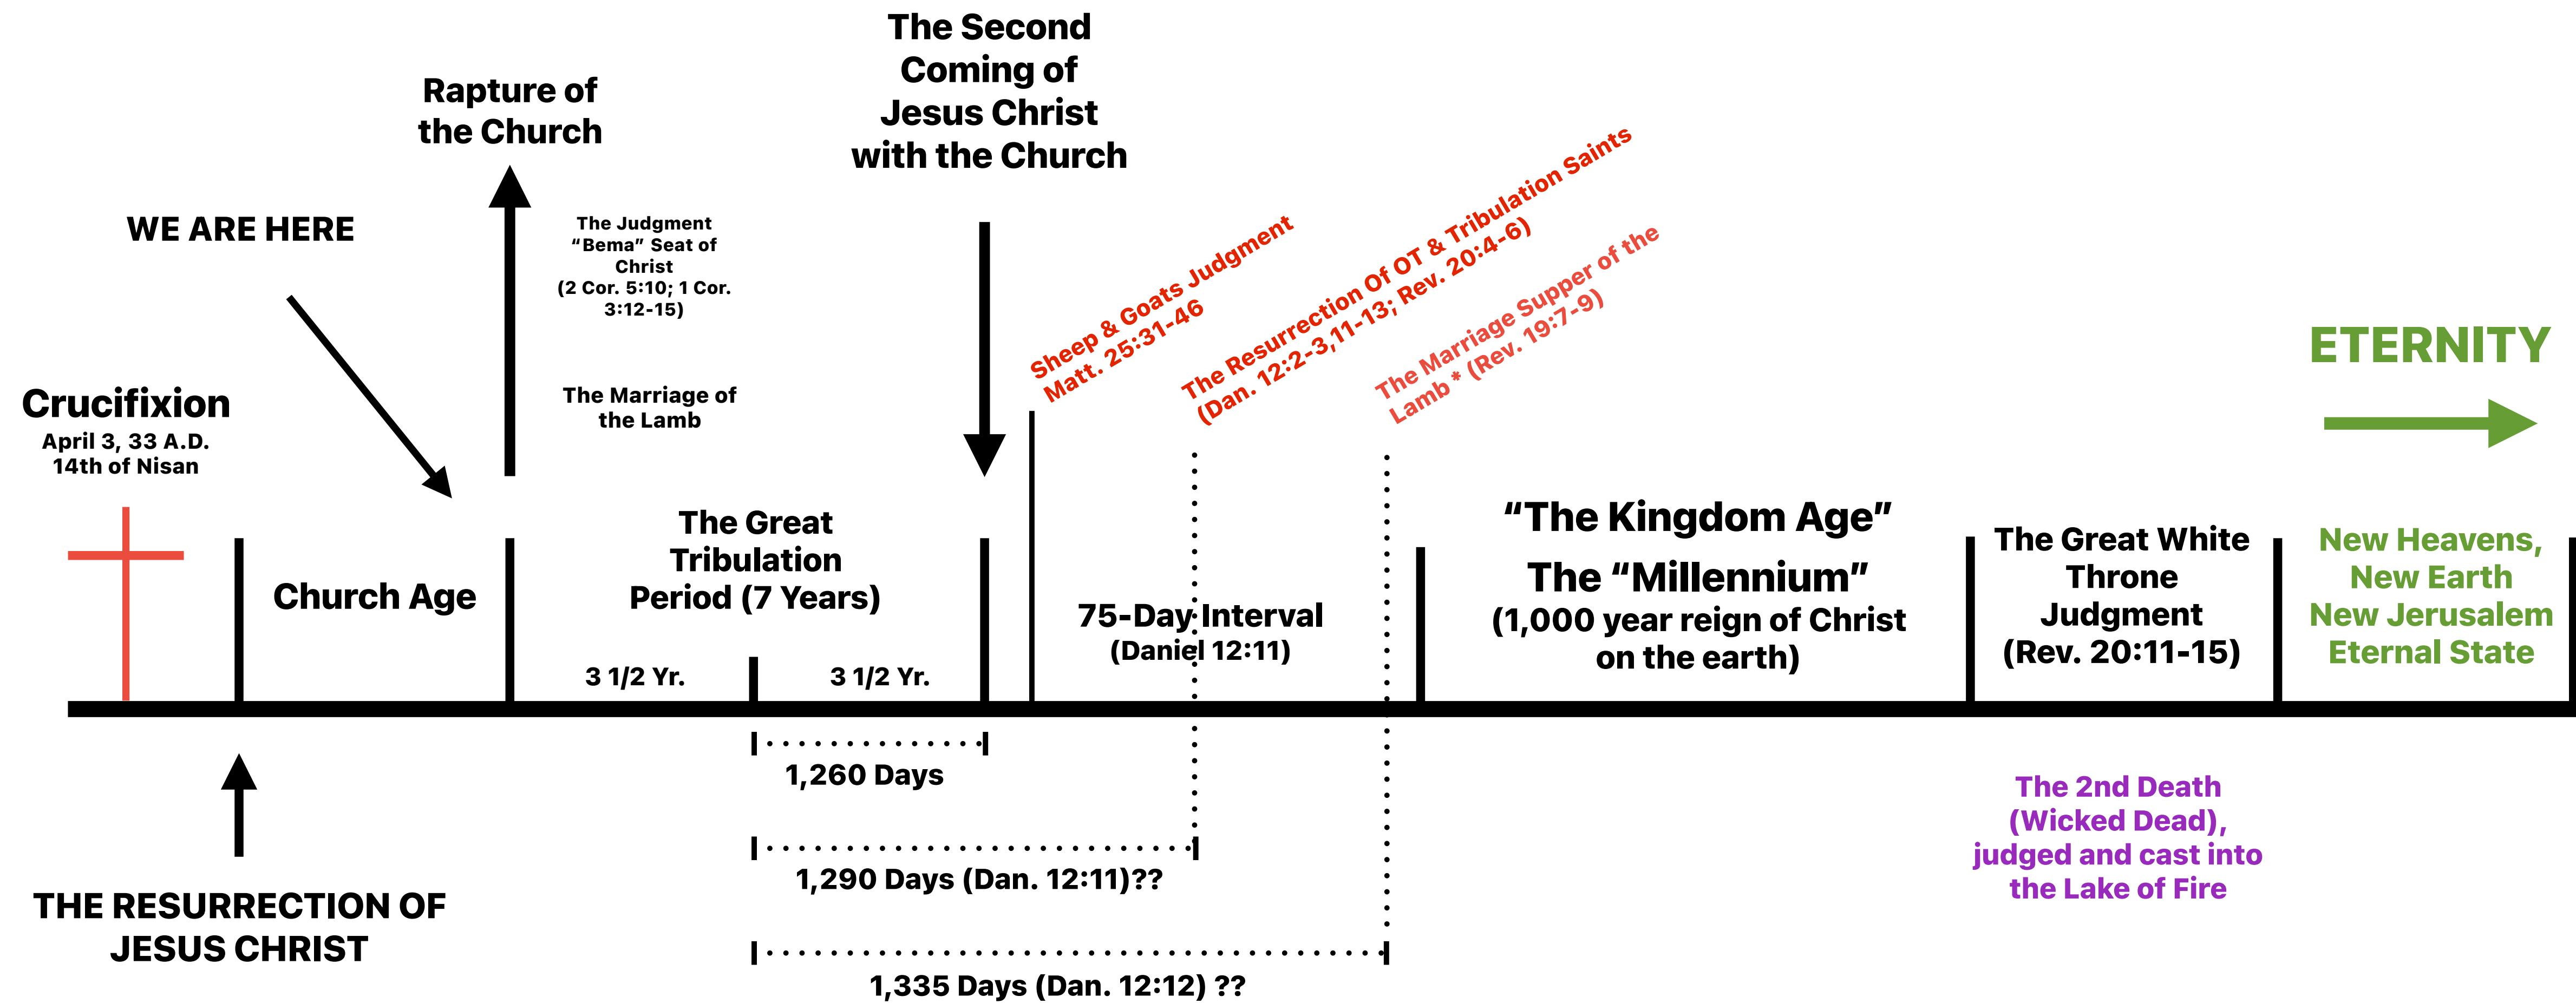 The Second
Coming of
Jesus Christ
with the Church
Rapture of
the Church
WE ARE HERE
The Judgment
“Bema” Seat of
Christ
(2 Cor. 5:10; 1 Cor.
3:12-15)
The Marriage of
the Lamb
Sheep & Goats Judgment
Matt. 25:31-46
The Resurrection Of OT & Tribulation Saints
(Dan. 12:2-3,11-13; Rev. 20:4-6)
The Marriage Supper of the
Lamb * (Rev. 19:7-9)
ETERNITY
Crucifixion
April 3, 33 A.D.
14th of Nisan
Church Age
The Great
Tribulation
Period (7 Years)
3 1/2 Yr.
3 1/2 Yr.
75-Day Interval
(Daniel 12:11)
“The Kingdom Age”
The “Millennium”
(1,000 year reign of Christ
on the earth)
The Great White
Throne
Judgment
(Rev. 20:11-15)
New Heavens,
New Earth
New Jerusalem
Eternal State
1,260 Days
1,290 Days (Dan. 12:11)??
1,335 Days (Dan. 12:12) ??
THE RESURRECTION OF
JESUS CHRIST
The 2nd Death
(Wicked Dead),
judged and cast into
the Lake of Fire